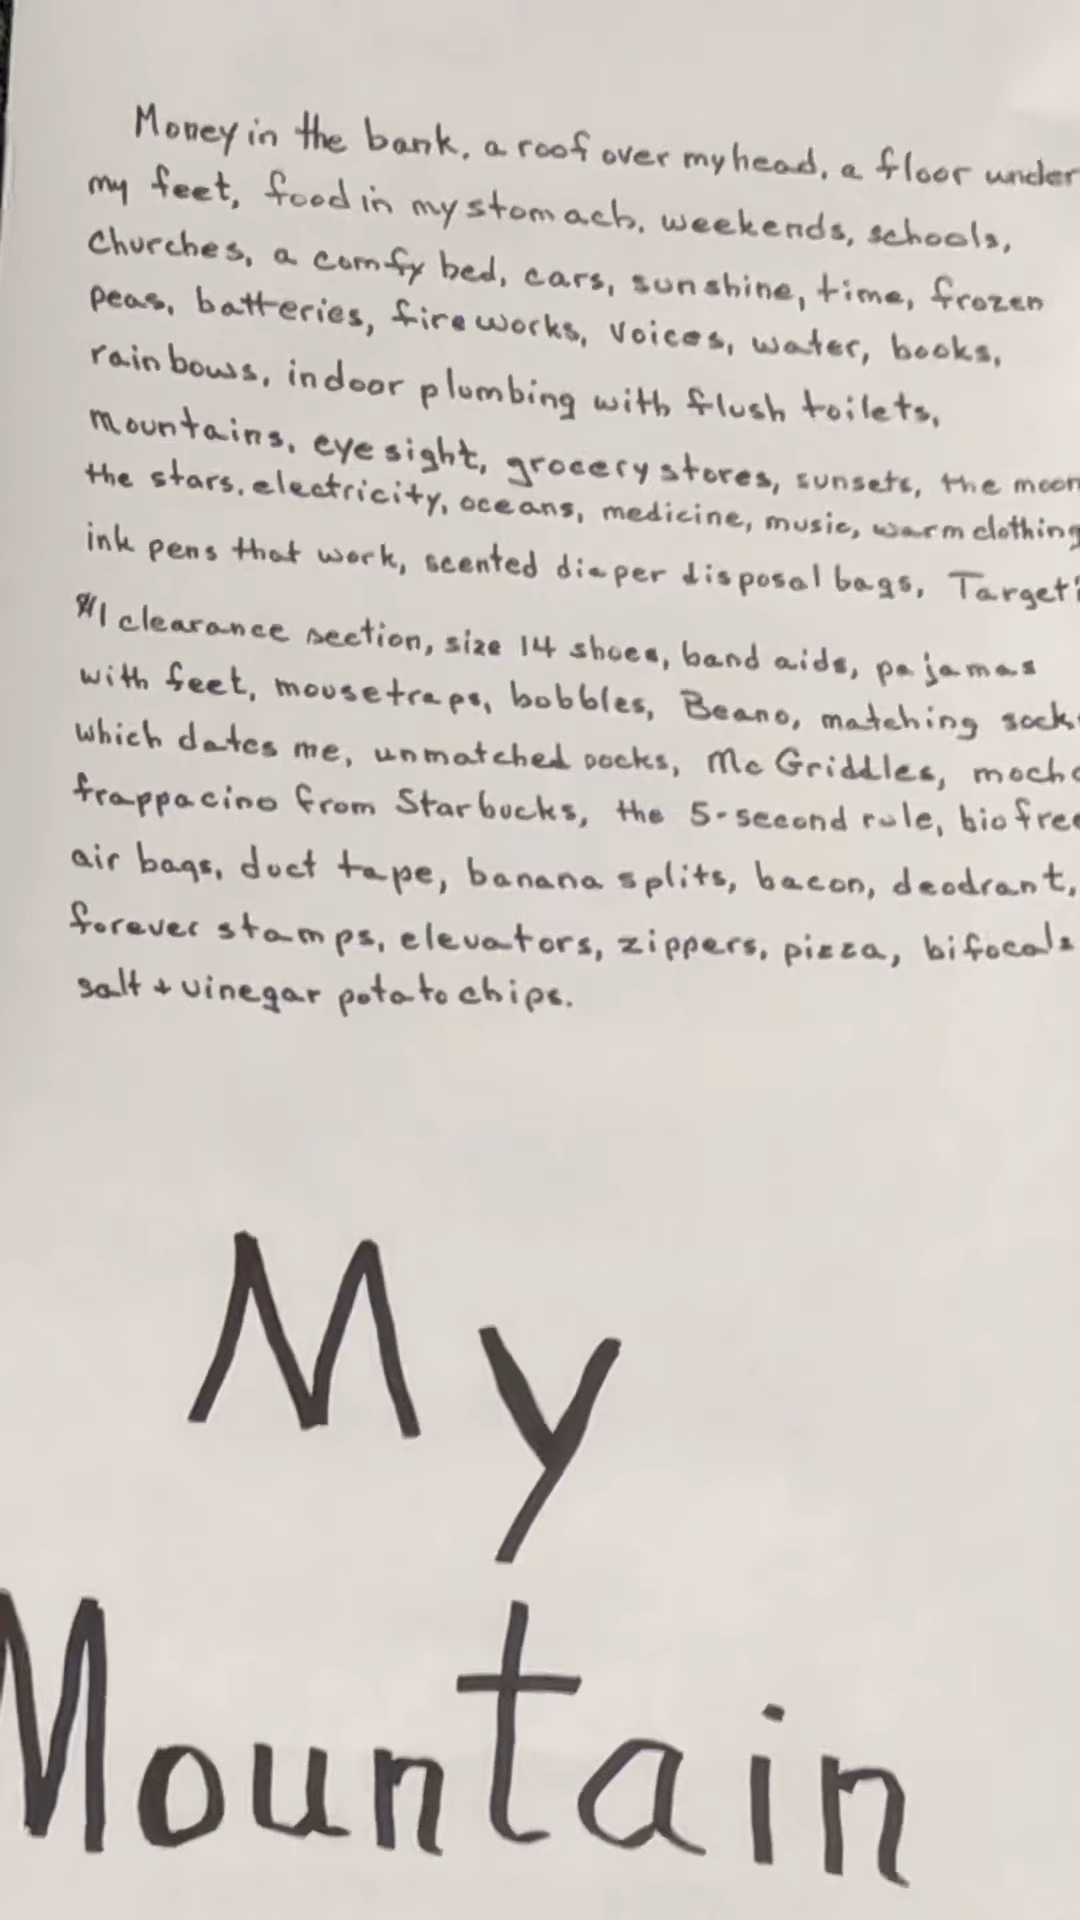 Money in the bank, a roof over my head, a floor under
my feet, food in my stomach, weekends, schools,
churches, a comfy bed, cars, sunshine, time, frozen
peas, batteries, fireworks, voices, water, books,
rainbows, indoor plumbing with flush toilets,
mountains, eyesight, grocery stores, sunsets, the moon
the stars, electricity, oceans, medicine, music, warm clothing
ink pens that work, scented diaper disposal bags, Target's
$1 clearance section, size 14 shoes, band aids, pajamas
with feet, mousetraps, bobbles, Beano, matching sock
which dates me, unmatched socks, McGriddles, moch
frappacino from Starbucks, the 5-second rule, biofree
air bags, duct tape, banana splits, bacon, deodrant,
forever stamps, elevators, zippers, pizza, bifocals
salt + vinegar potato chips.
My
Mountain